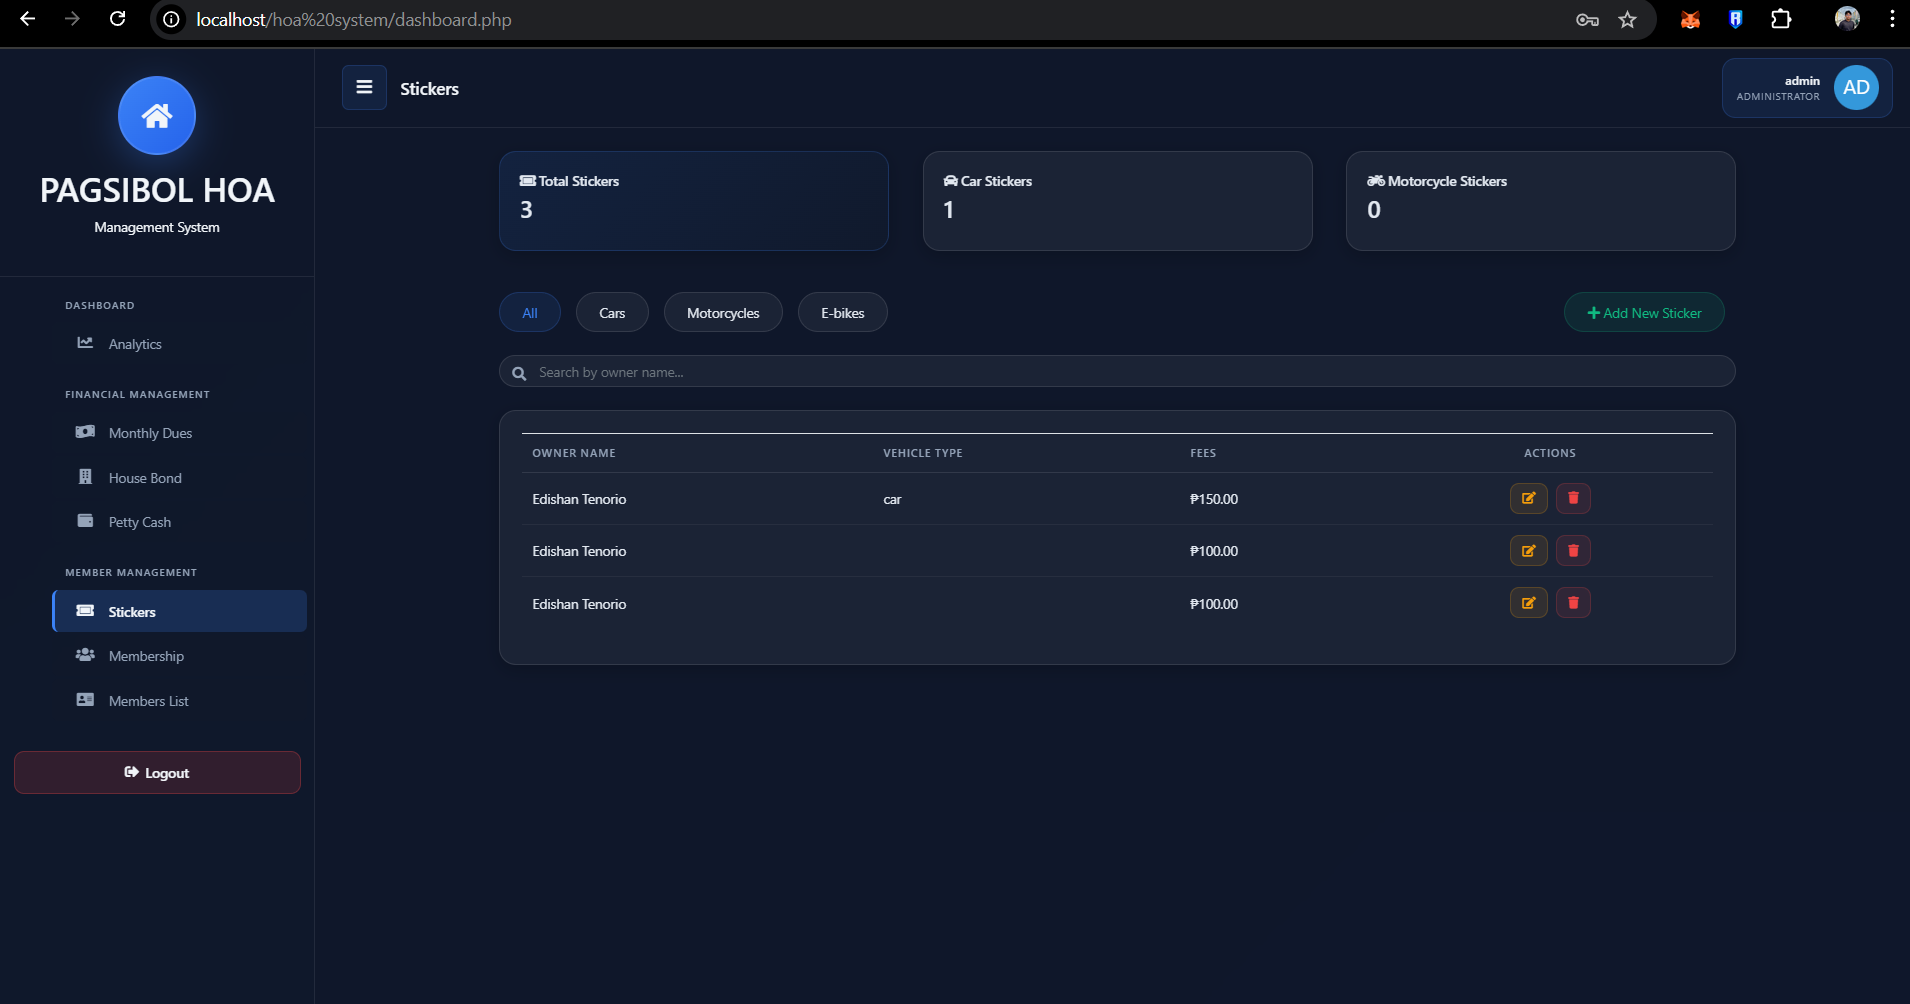 localhost/hoa%20system/dashboard.php
PAGSIBOL HOA
Management System
DASHBOARD
Analytics
FINANCIAL MANAGEMENT
Monthly Dues
House Bond
Petty Cash
MEMBER MANAGEMENT
Stickers
Membership
Members List
Logout
Stickers
admin
ADMINISTRATOR
AD
Total Stickers
3
Car Stickers
1
Motorcycle Stickers
0
All Cars Motorcycles E-bikes Add New Sticker
Search by owner name...
OWNER NAME VEHICLE TYPE FEES ACTIONS
Edishan Tenorio car ₱150.00
Edishan Tenorio ₱100.00
Edishan Tenorio ₱100.00